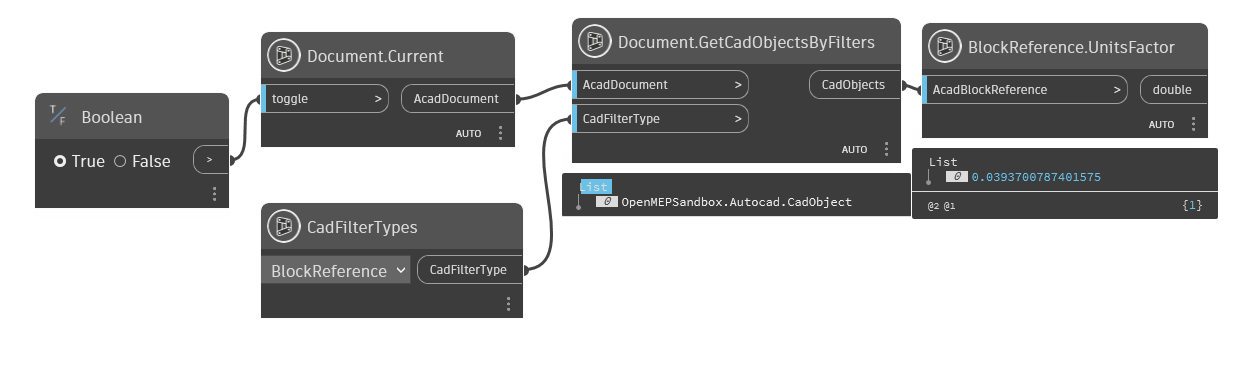 T
F
Boolean
True
False
>
Document.Current
toggle >
AcadDocument
AUTO
CadFilterTypes
BlockReference
CadFilterType
Document.GetCadObjectsByFilters
AcadDocument >
CadObjects
CadFilterType >
AUTO
List
0 OpenMEPSandbox.Autocad.CadObject
BlockReference.UnitsFactor
AcadBlockReference >
double
AUTO
List
0 0.0393700787401575
@2 @1 {1}